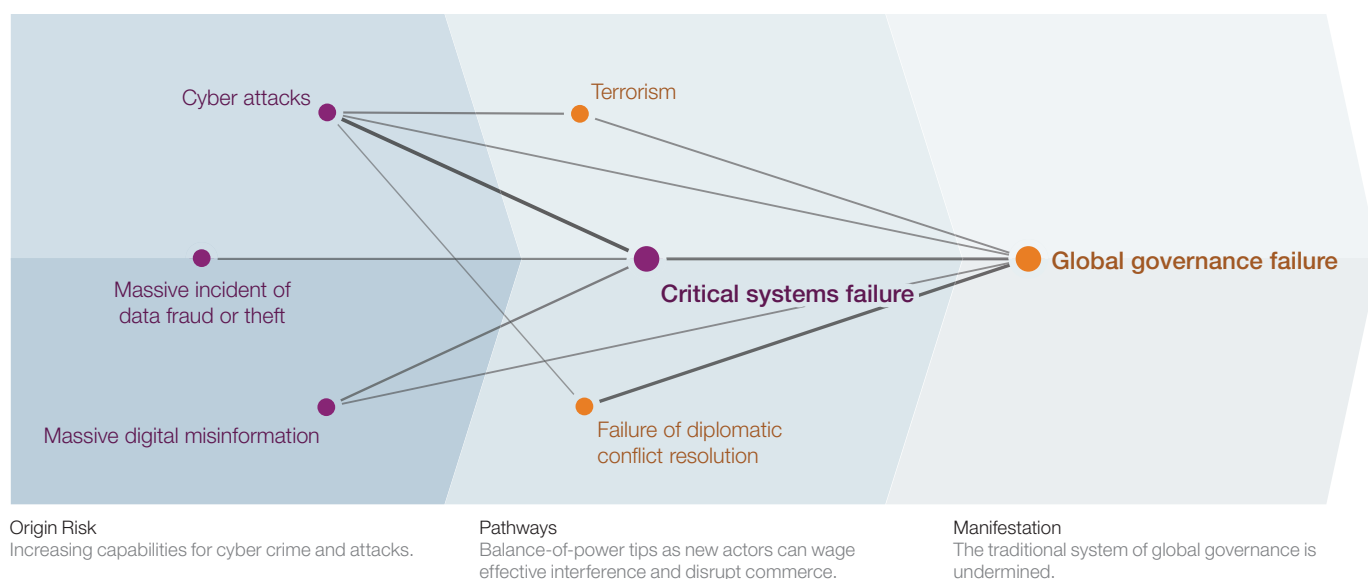 Cyber attacks
Terrorism
Massive incident of
data fraud or theft
Critical systems failure
Global governance failure
Massive digital misinformation
Failure of diplomatic
conflict resolution
Origin Risk
Increasing capabilities for cyber crime and attacks.
Pathways
Balance-of-power tips as new actors can wage
effective interference and disrupt commerce.
Manifestation
The traditional system of global governance is
undermined.